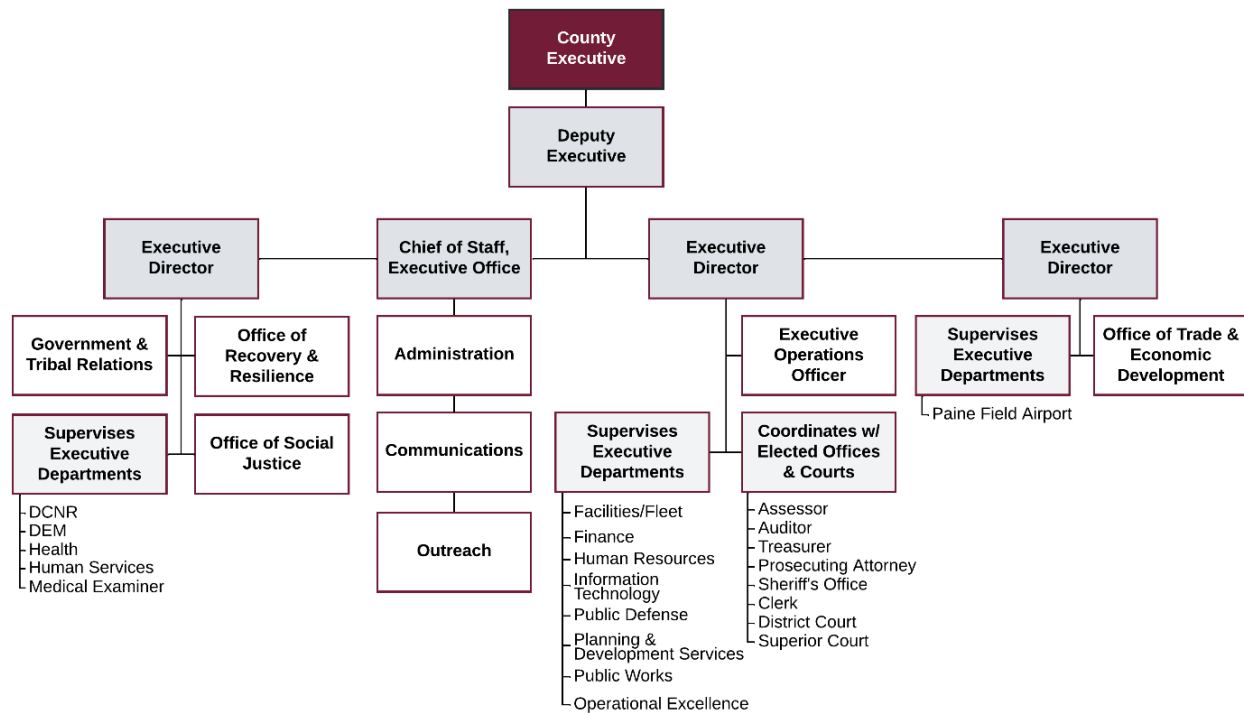 County
Executive
Deputy
Executive
Executive
Director
Chief of Staff,
Executive Office
Executive
Director
Executive
Director
Government &
Tribal Relations
Office of
Recovery &
Resilience
Supervises
Executive
Departments
DCNR
DEM
Health
Human Services
Medical Examiner
Office of Social
Justice
Administration
Communications
Outreach
Executive
Operations
Officer
Supervises
Executive
Departments
Facilities/Fleet
Finance
Human Resources
Information
Technology
Public Defense
Planning &
Development Services
Public Works
Operational Excellence
Coordinates w/
Elected Offices
& Courts
Assessor
Auditor
Treasurer
Prosecuting Attorney
Sheriff's Office
Clerk
District Court
Superior Court
Supervises
Executive
Departments
Paine Field Airport
Office of Trade &
Economic
Development